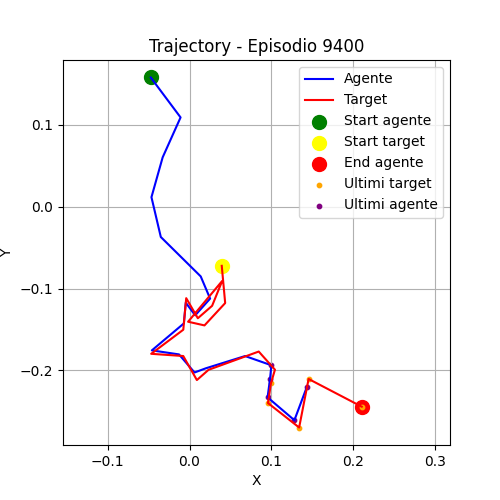 Trajectory - Episodio 9400
Agente
Target
Start agente
Start target
End agente
Ultimi target
Ultimi agente
0.1
0.0
−0.1
−0.2
Y
−0.1
0.0
0.1
0.2
0.3
X